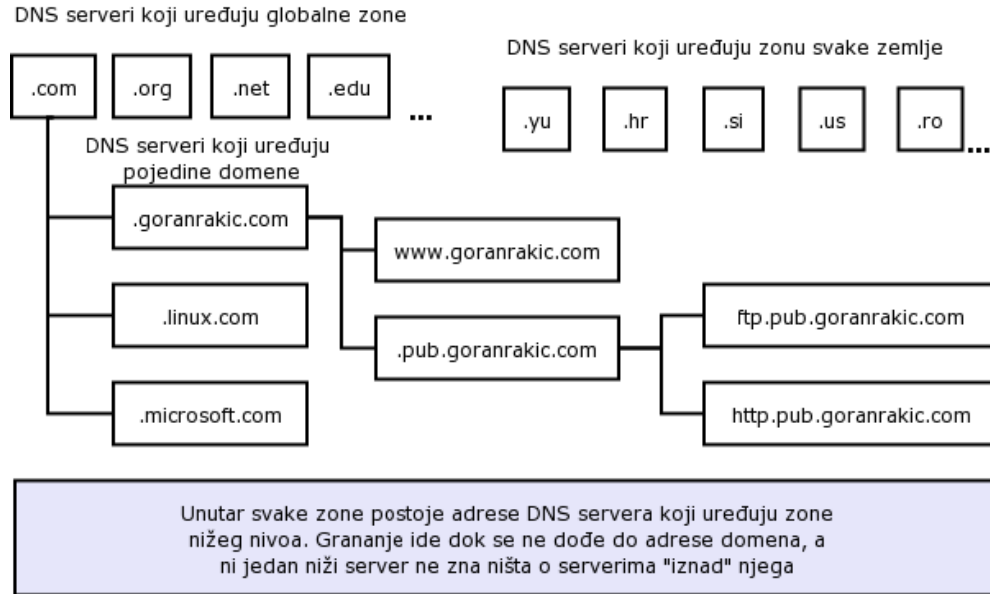 DNS serveri koji uređuju globalne zone
DNS serveri koji uređuju zonu svake zemlje
.com
.org
.net
.edu
...
.yu
.hr
.si
.us
.ro
...
DNS serveri koji uređuju
pojedine domene
.goranrakic.com
www.goranrakic.com
.linux.com
.pub.goranrakic.com
ftp.pub.goranrakic.com
.microsoft.com
http.pub.goranrakic.com
Unutar svake zone postoje adrese DNS servera koji uređuju zone
nižeg nivoa. Grananje ide dok se ne dođe do adrese domena, a
ni jedan niži server ne zna ništa o serverima "iznad" njega